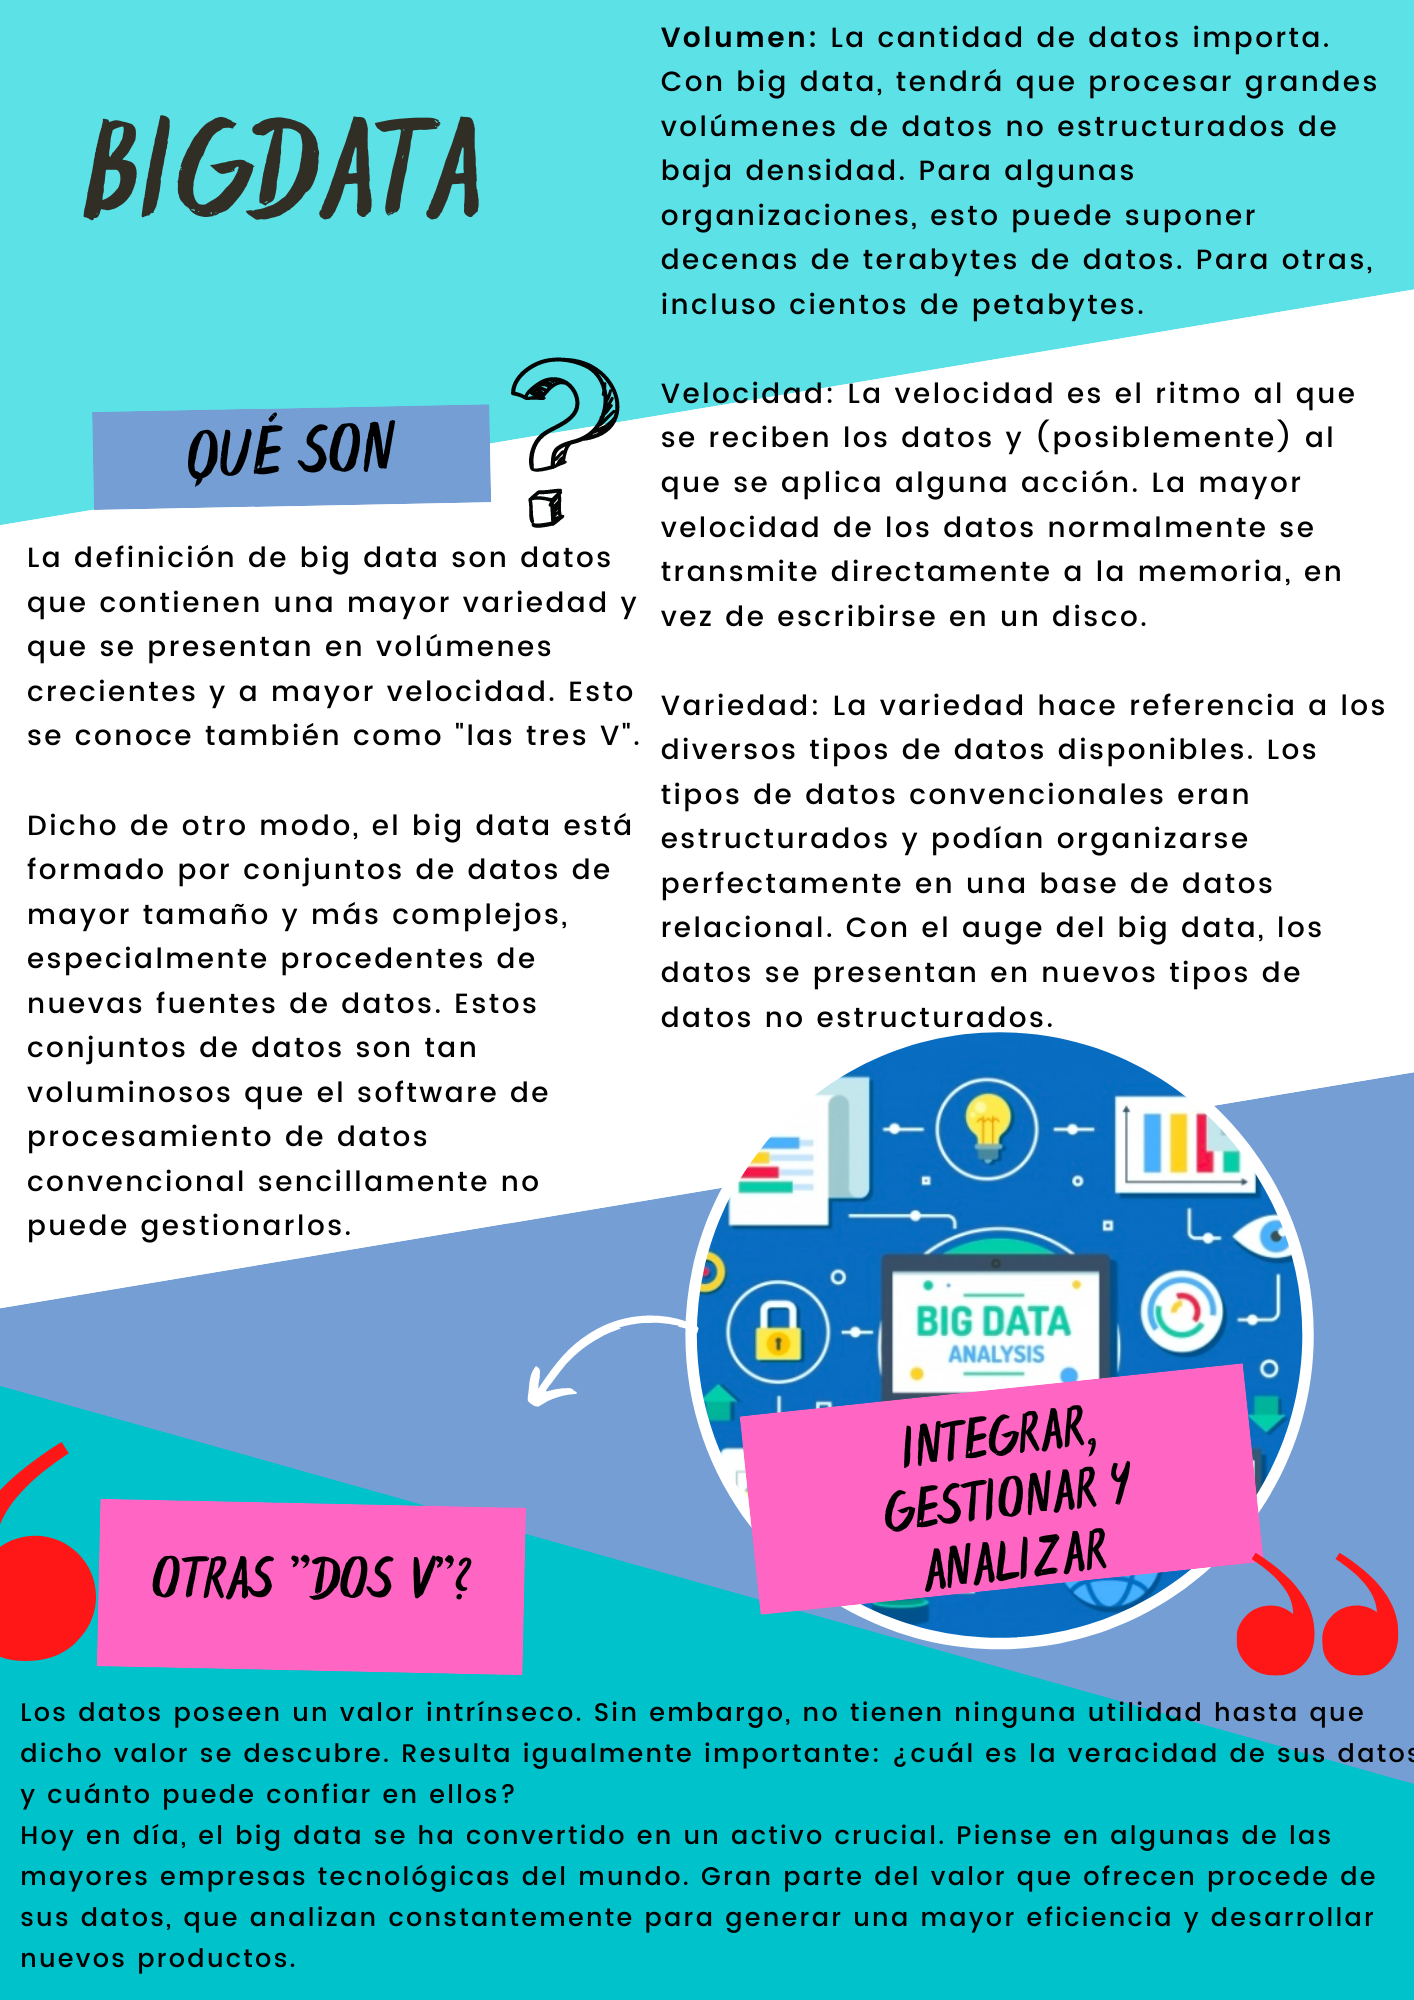 BIGDATA
QUÉ SON
?
La definición de big data son datos
que contienen una mayor variedad y
que se presentan en volúmenes
crecientes y a mayor velocidad. Esto
se conoce también como "las tres V".
Dicho de otro modo, el big data está
formado por conjuntos de datos de
mayor tamaño y más complejos,
especialmente procedentes de
nuevas fuentes de datos. Estos
conjuntos de datos son tan
voluminosos que el software de
procesamiento de datos
convencional sencillamente no
puede gestionarlos.
Volumen: La cantidad de datos importa.
Con big data, tendrá que procesar grandes
volúmenes de datos no estructurados de
baja densidad. Para algunas
organizaciones, esto puede suponer
decenas de terabytes de datos. Para otras,
incluso cientos de petabytes.
Velocidad: La velocidad es el ritmo al que
se reciben los datos y (posiblemente) al
que se aplica alguna acción. La mayor
velocidad de los datos normalmente se
transmite directamente a la memoria, en
vez de escribirse en un disco.
Variedad: La variedad hace referencia a los
diversos tipos de datos disponibles. Los
tipos de datos convencionales eran
estructurados y podían organizarse
perfectamente en una base de datos
relacional. Con el auge del big data, los
datos se presentan en nuevos tipos de
datos no estructurados.
BIG DATA
ANALYSIS
INTEGRAR,
GESTIONAR Y
ANALIZAR
OTRAS "DOS V"?
Los datos poseen un valor intrínseco. Sin embargo, no tienen ninguna utilidad hasta que
dicho valor se descubre. Resulta igualmente importante: ¿cuál es la veracidad de sus datos
y cuánto puede confiar en ellos?
Hoy en día, el big data se ha convertido en un activo crucial. Piense en algunas de las
mayores empresas tecnológicas del mundo. Gran parte del valor que ofrecen procede de
sus datos, que analizan constantemente para generar una mayor eficiencia y desarrollar
nuevos productos.